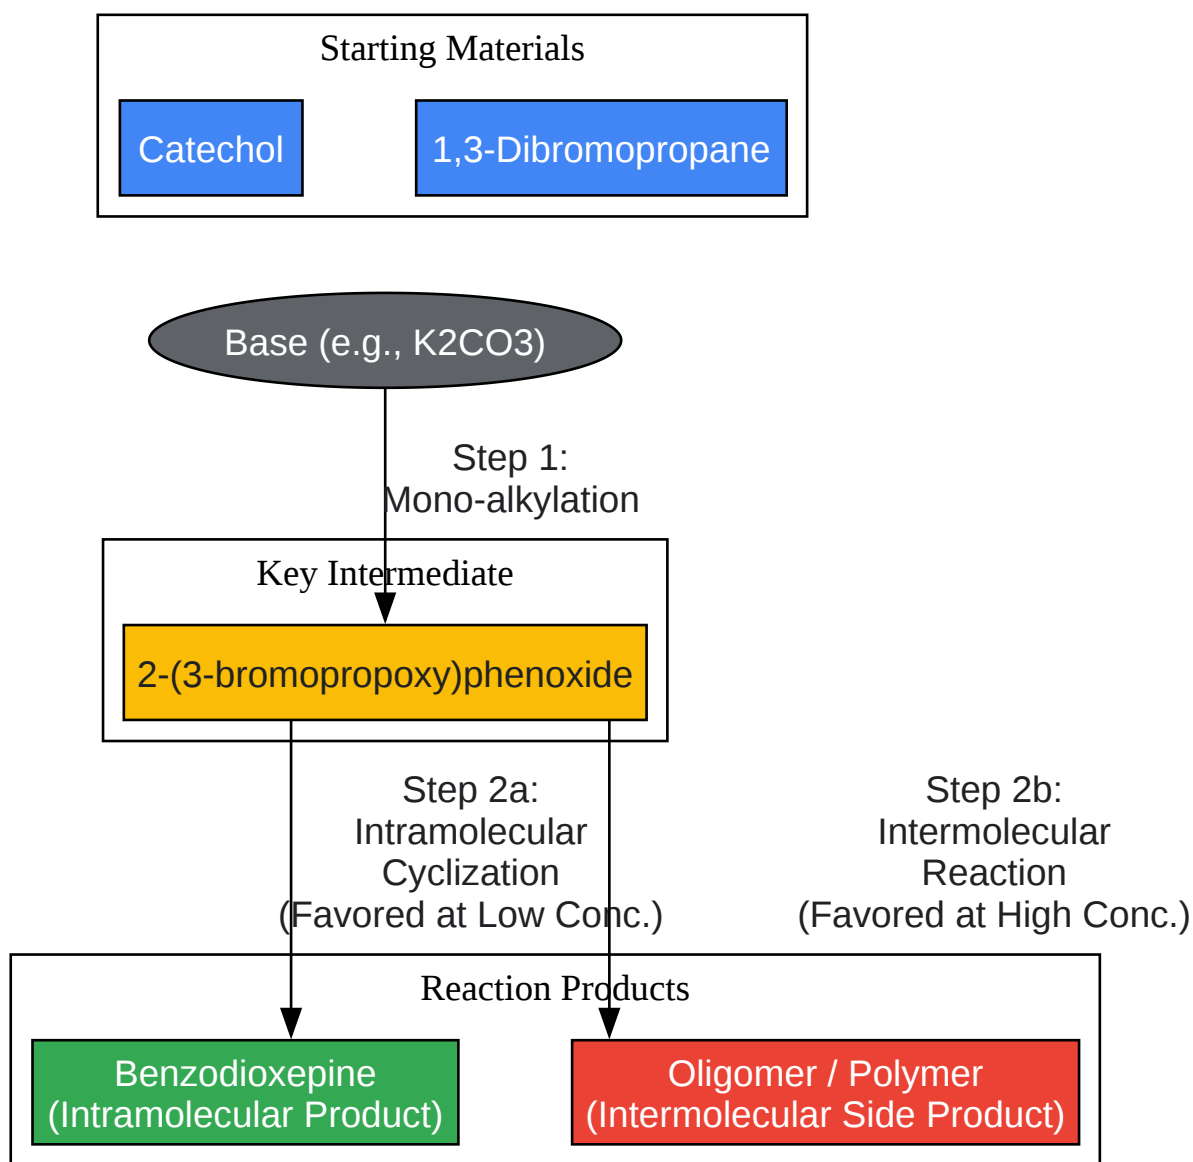 Starting Materials
Catechol
1,3-Dibromopropane
Base (e.g., K2CO3)
Step 1:
Mono-alkylation
Key Intermediate
2-(3-bromopropoxy)phenoxide
Step 2a:
Intramolecular
Cyclization
(Favored at Low Conc.)
Step 2b:
Intermolecular
Reaction
(Favored at High Conc.)
Reaction Products
Benzodioxepine
(Intramolecular Product)
Oligomer / Polymer
(Intermolecular Side Product)